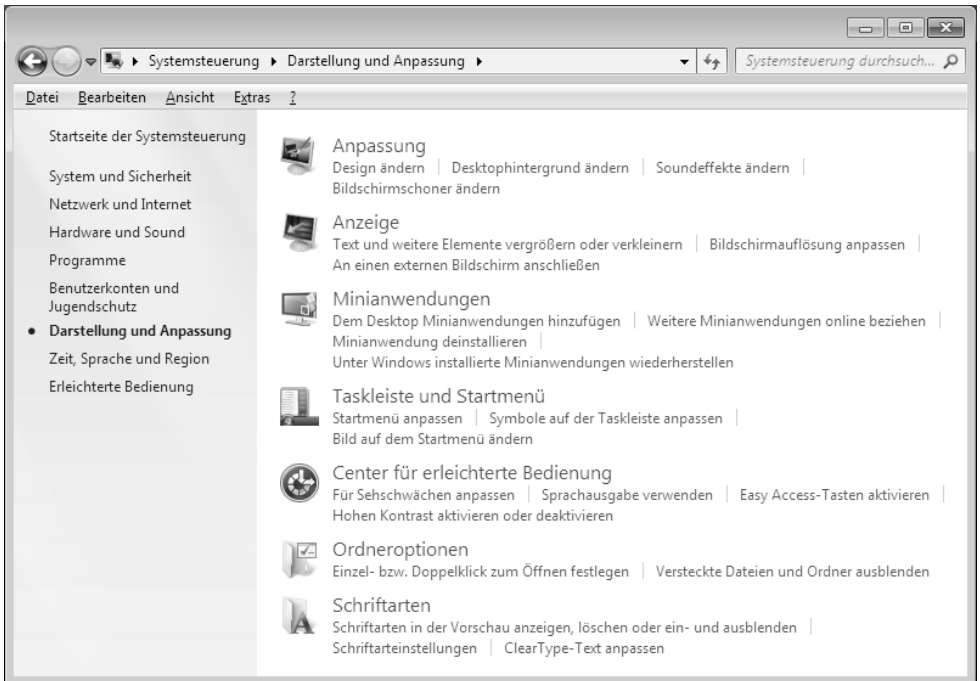 Systemsteuerung Darstellung und Anpassung Systemsteuerung durchsuch...
Datei Bearbeiten Ansicht Extras ?
Startseite der Systemsteuerung
System und Sicherheit
Netzwerk und Internet
Hardware und Sound
Programme
Benutzerkonten und
Jugendschutz
• Darstellung und Anpassung
Zeit, Sprache und Region
Erleichterte Bedienung
Anpassung
Design ändern Desktophintergrund ändern Soundeffekte ändern
Bildschirmschoner ändern
Anzeige
Text und weitere Elemente vergrößern oder verkleinern Bildschirmauflösung anpassen
An einen externen Bildschirm anschließen
Minianwendungen
Dem Desktop Minianwendungen hinzufügen Weitere Minianwendungen online beziehen
Minianwendung deinstallieren
Unter Windows installierte Minianwendungen wiederherstellen
Taskleiste und Startmenü
Startmenü anpassen Symbole auf der Taskleiste anpassen
Bild auf dem Startmenü ändern
Center für erleichterte Bedienung
Für Sehschwächen anpassen Sprachausgabe verwenden Easy Access-Tasten aktivieren
Hohen Kontrast aktivieren oder deaktivieren
Ordneroptionen
Einzel- bzw. Doppelklick zum Öffnen festlegen Versteckte Dateien und Ordner ausblenden
Schriftarten
Schriftarten in der Vorschau anzeigen, löschen oder ein- und ausblenden
Schriftarteinstellungen ClearType-Text anpassen